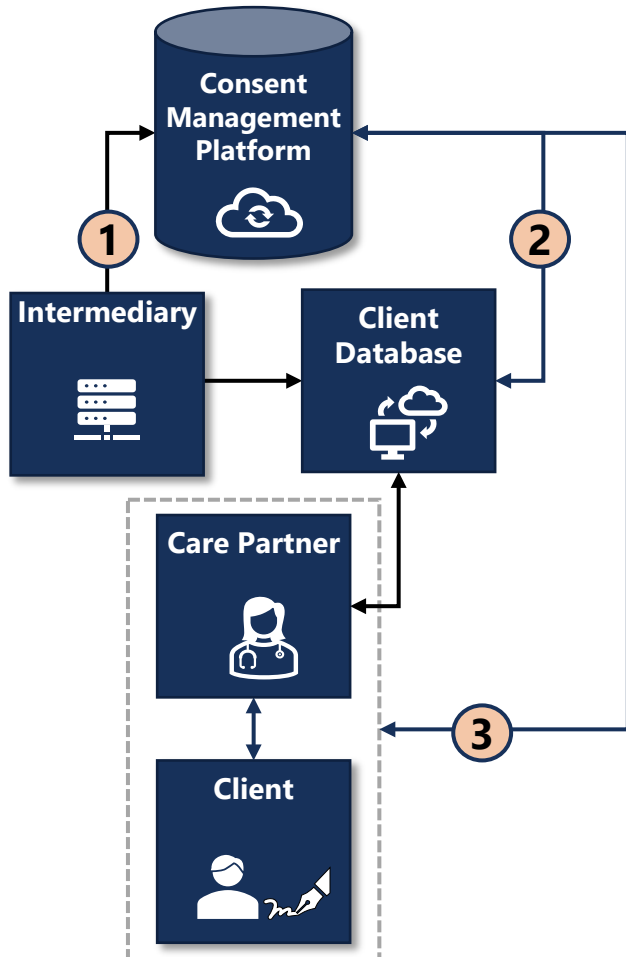 Consent
Management
Platform
1
2
Intermediary
Client
Database
Care Partner
3
Client